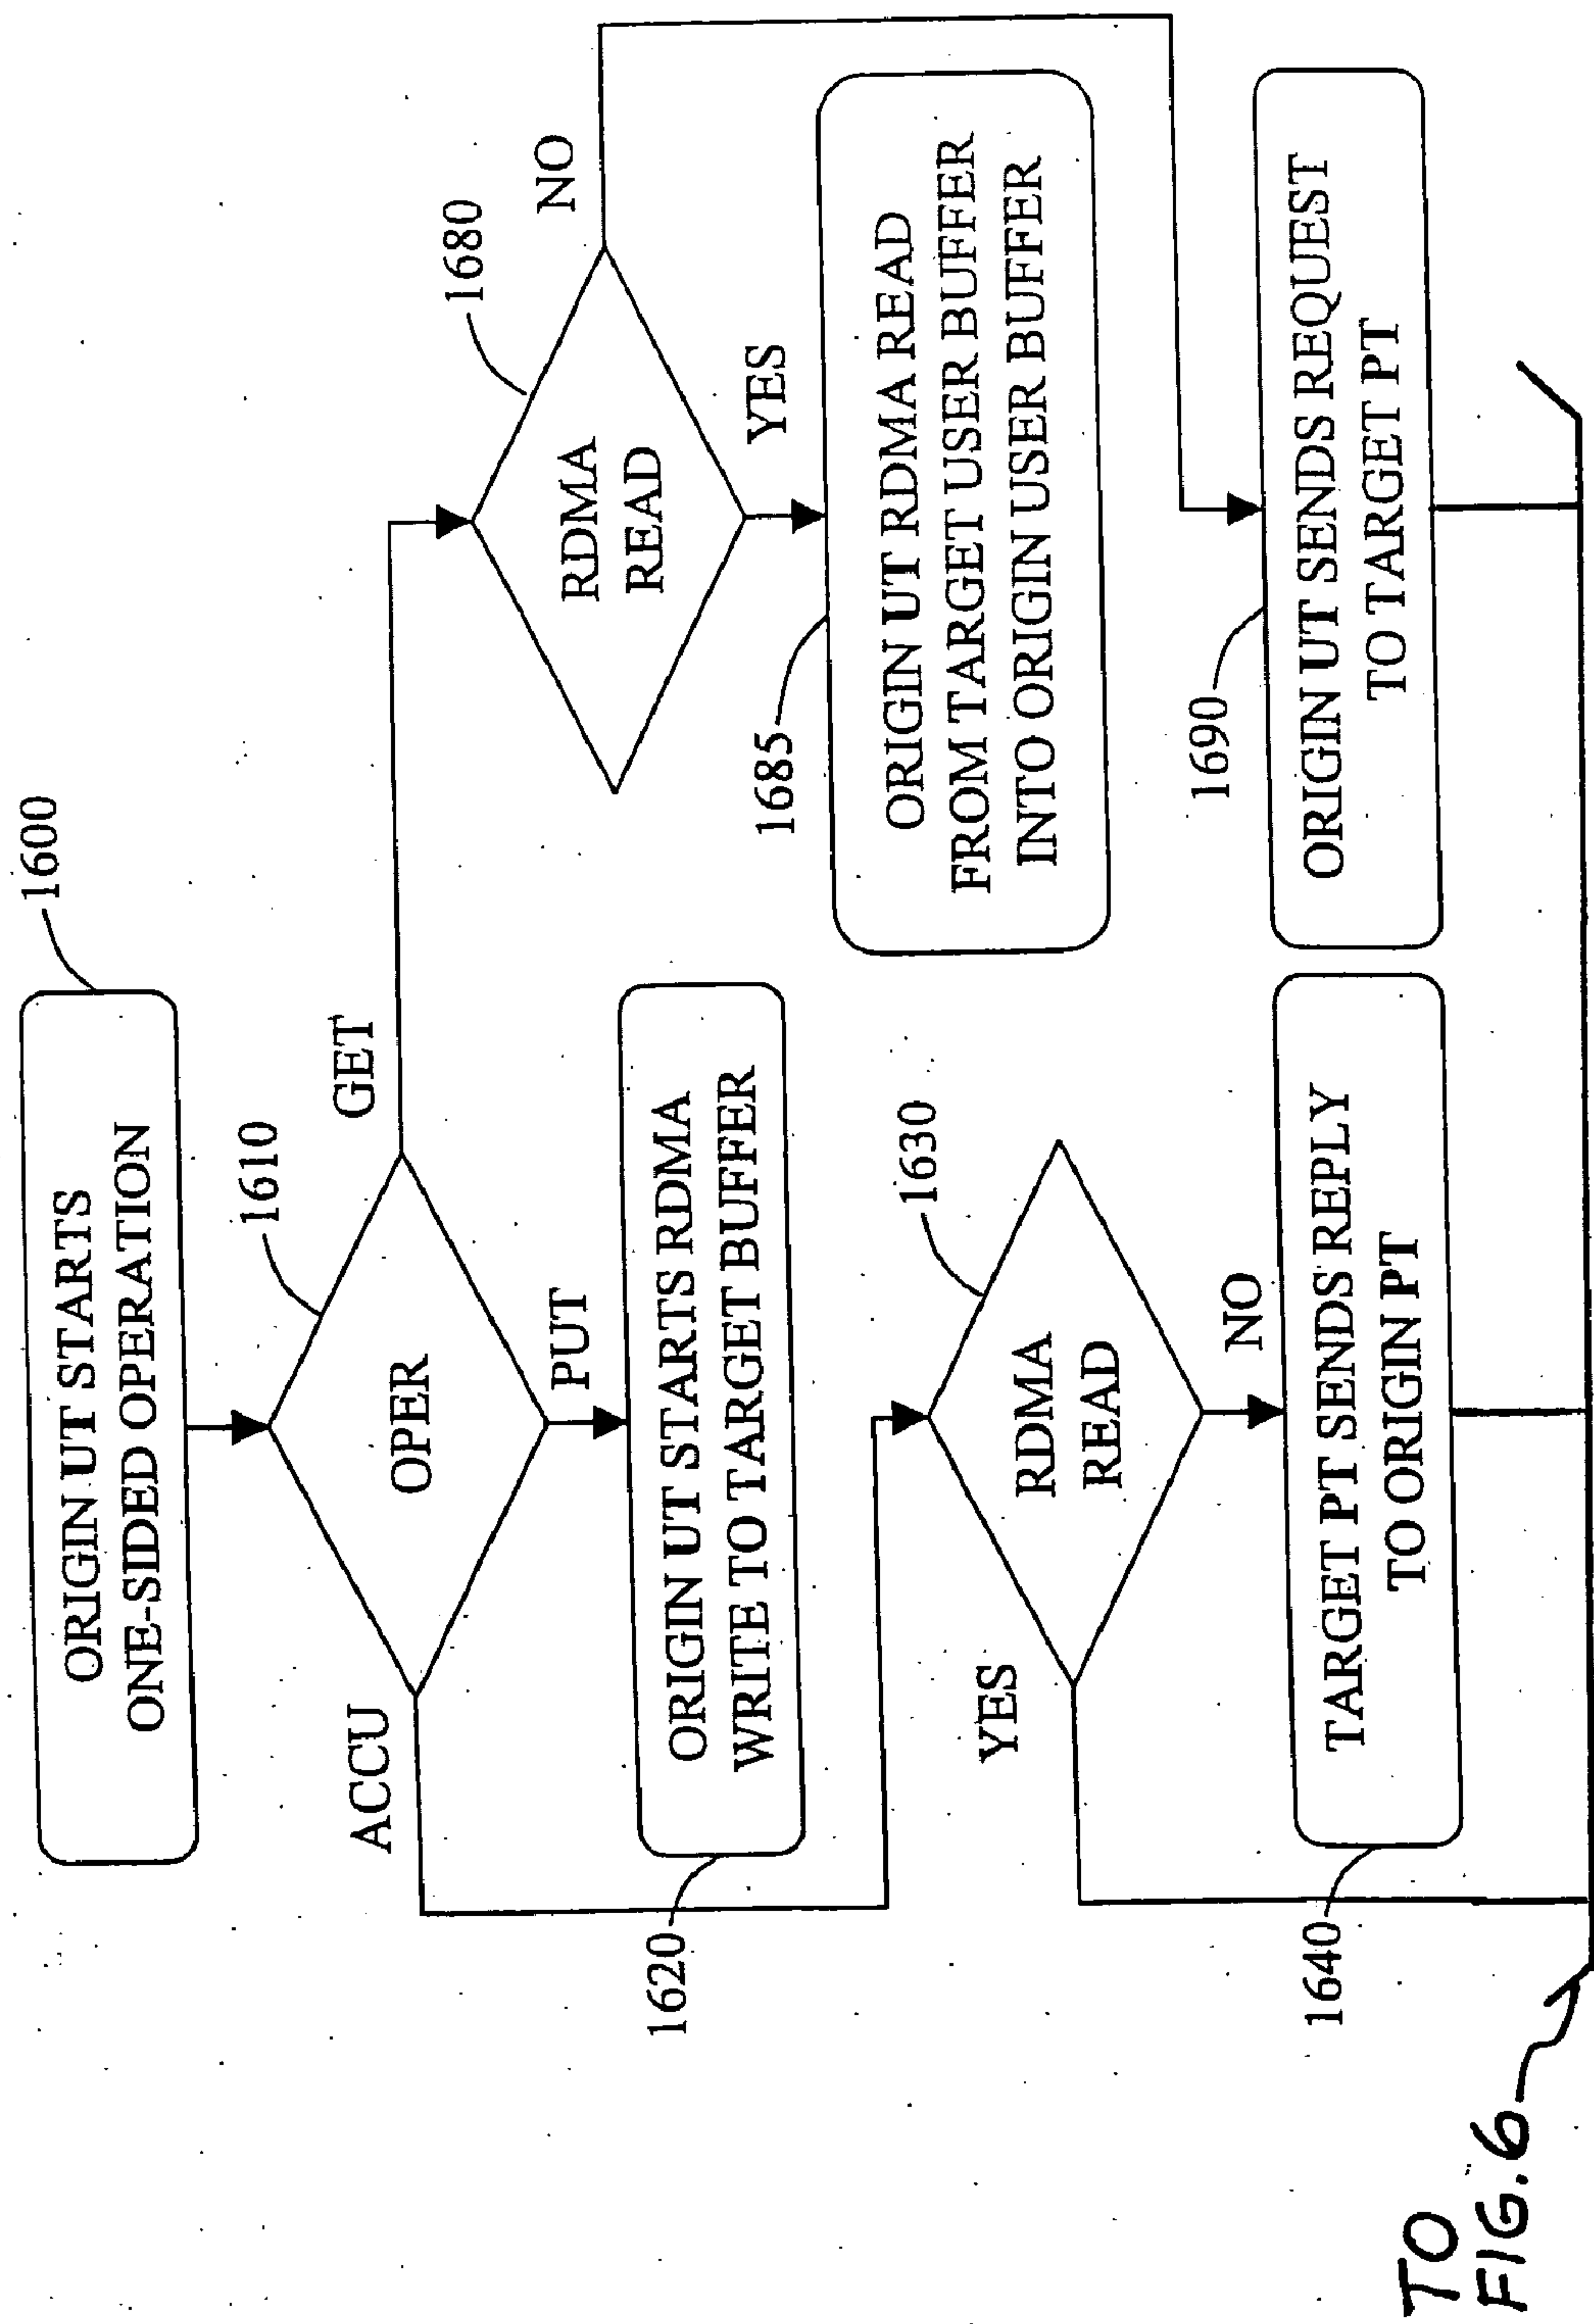 1600
ORIGIN UT STARTS
ONE-SIDED OPERATION
1610
OPER
ACCU
GET
PUT
1620
ORIGIN UT STARTS RDMA
WRITE TO TARGET BUFFER
1680
RDMA
READ
NO
YES
1685
ORIGIN UT RDMA READ
FROM TARGET USER BUFFER
INTO ORIGIN USER BUFFER
1630
RDMA
READ
YES
NO
1640
TARGET PT SENDS REPLY
TO ORIGIN PT
1690
ORIGIN UT SENDS REQUEST
TO TARGET PT
TO
FIG.6